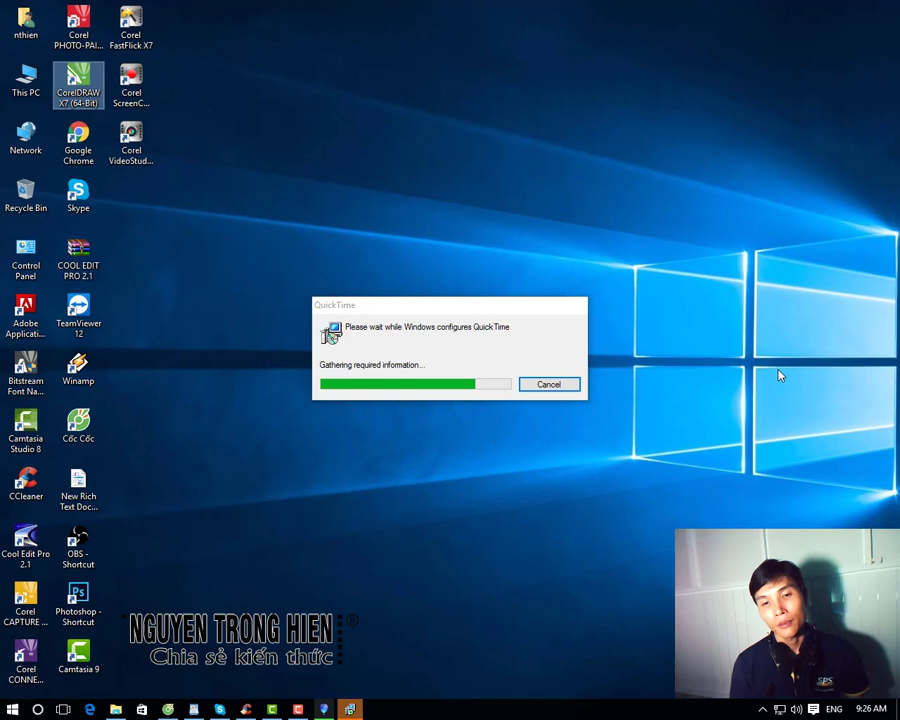 nthien
Corel
PHOTO-PAI...
Corel
FastFlick X7
This PC
CorelDRAW
X7 (64-Bit)
Corel
ScreenC...
Network
Google
Chrome
Corel
VideoStud...
Recycle Bin
Skype
Control
Panel
COOL EDIT
PRO 2.1
Adobe
Applicati...
TeamViewer
12
Bitstream
Font Na...
Winamp
Camtasia
Studio 8
Cốc Cốc
CCleaner
New Rich
Text Doc...
Cool Edit Pro
2.1
OBS -
Shortcut
Corel
CAPTURE ...
Photoshop -
Shortcut
Corel
CONNE...
Camtasia 9
QuickTime
Please wait while Windows configures QuickTime
Gathering required information...
Cancel
NGUYEN TRONG HIEN ®
Chia sẻ kiến thức
SPS
ENG
9:26 AM